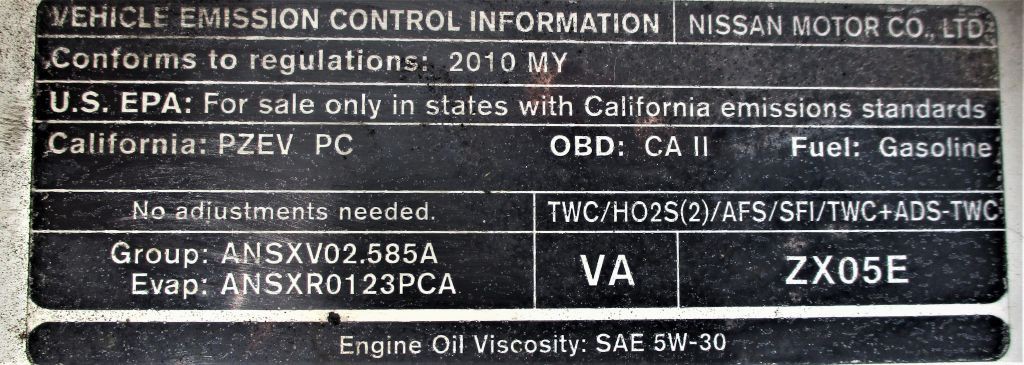 VEHICLE EMISSION CONTROL INFORMATION NISSAN MOTOR CO., LTD.
Conforms to regulations: 2010 MY
U.S. EPA: For sale only in states with California emissions standards
California: PZEV PC OBD: CA II Fuel: Gasoline
No adjustments needed. TWC/HO2S(2)/AFS/SFI/TWC+ADS-TWC
Group: ANSXV02.585A
Evap: ANSXR0123PCA
VA ZX05E
Engine Oil Viscosity: SAE 5W-30